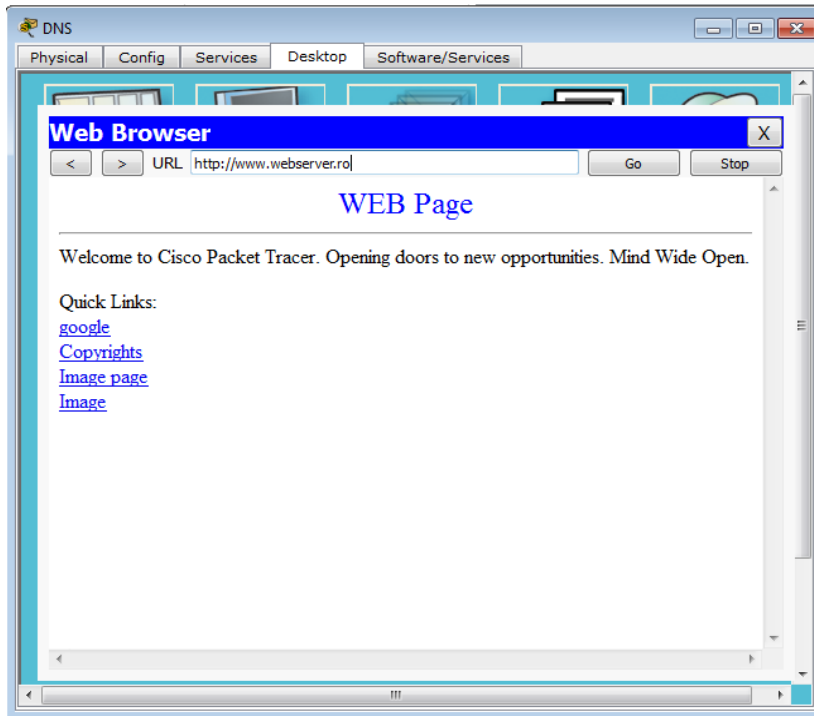 DNS
Physical Config Services Desktop Software/Services
Web Browser X
< > URL http://www.webserver.ro Go Stop
WEB Page
Welcome to Cisco Packet Tracer. Opening doors to new opportunities. Mind Wide Open.
Quick Links:
google
Copyrights
Image page
Image